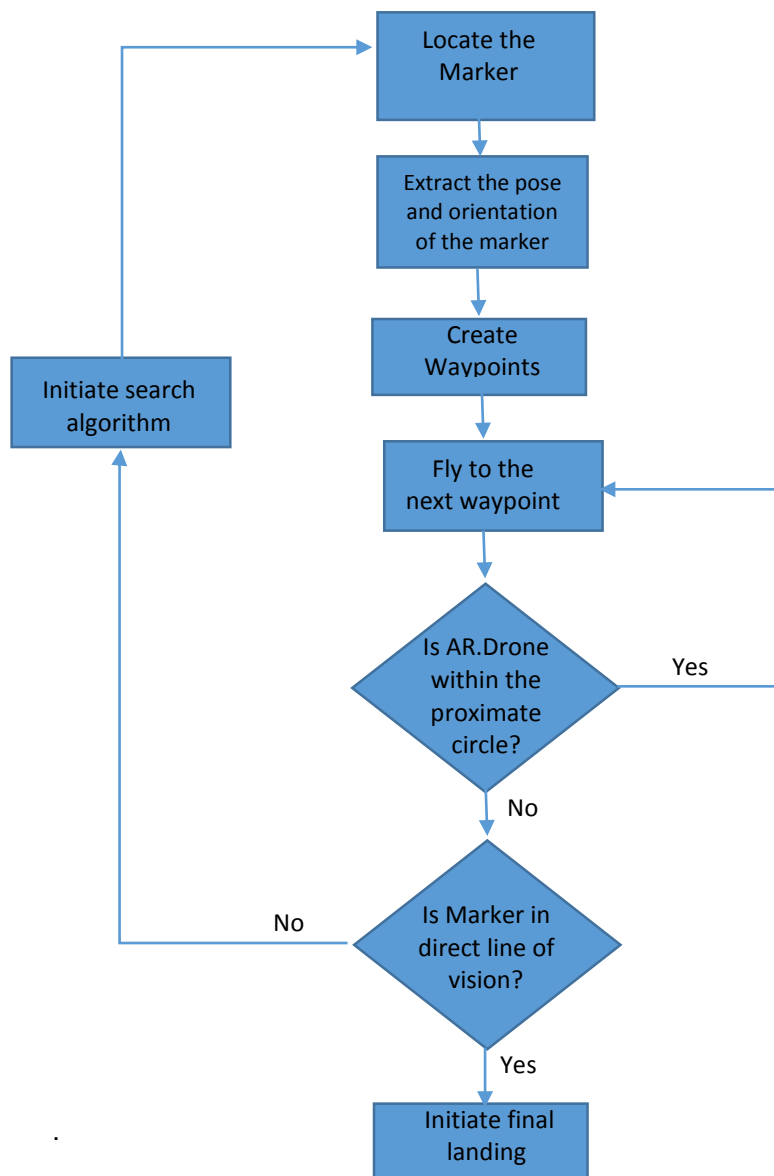 Locate the
Marker
Extract the pose
and orientation
of the marker
Create
Waypoints
Initiate search
algorithm
Fly to the
next waypoint
Is AR.Drone
within the
proximate
circle?
Yes
No
Is Marker in
direct line of
vision?
No
Yes
Initiate final
landing
.